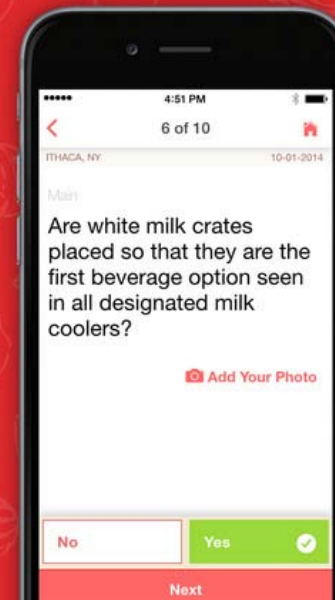 4:51 PM
6 of 10
ITHACA, NY 10-01-2014
Main
Are white milk crates
placed so that they are the
first beverage option seen
in all designated milk
coolers?
Add Your Photo
No Yes
Next